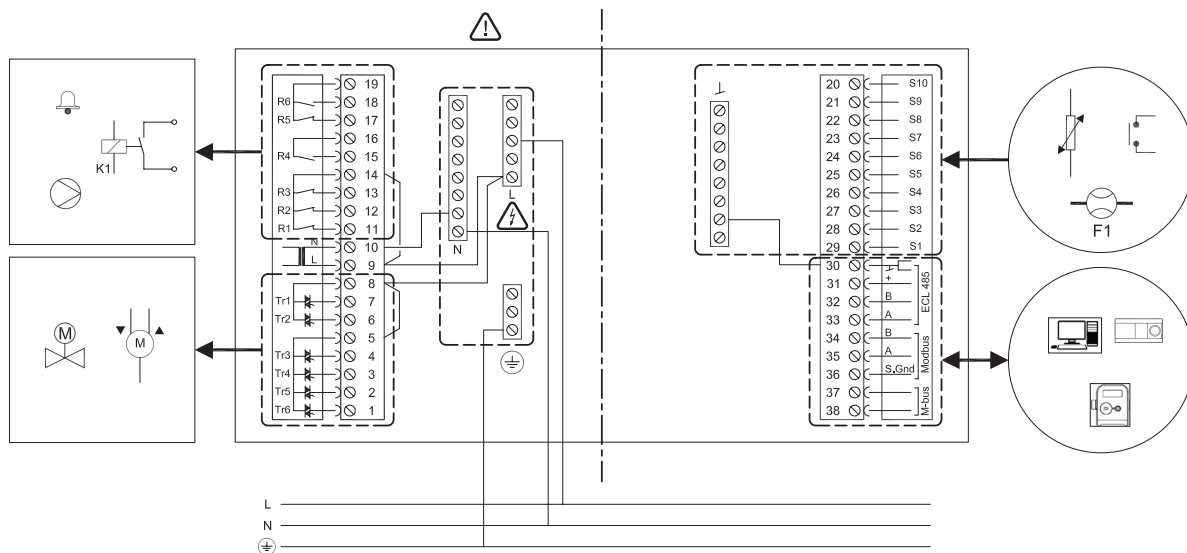 K1
M
M
19
R6 18
R5 17
16
R4 15
14
R3 13
R2 12
R1 11
N 10
L 9
8
Tr1 7
Tr2 6
5
Tr3 4
Tr4 3
Tr5 2
Tr6 1
N
L
20 S10
21 S9
22 S8
23 S7
24 S6
25 S5
26 S4
27 S3
28 S2
29 S1
30
31 +
32 B
33 A
ECL 485
34 B
35 A
36 S.Gnd
Modbus
37
38
M-bus
F1
L
N